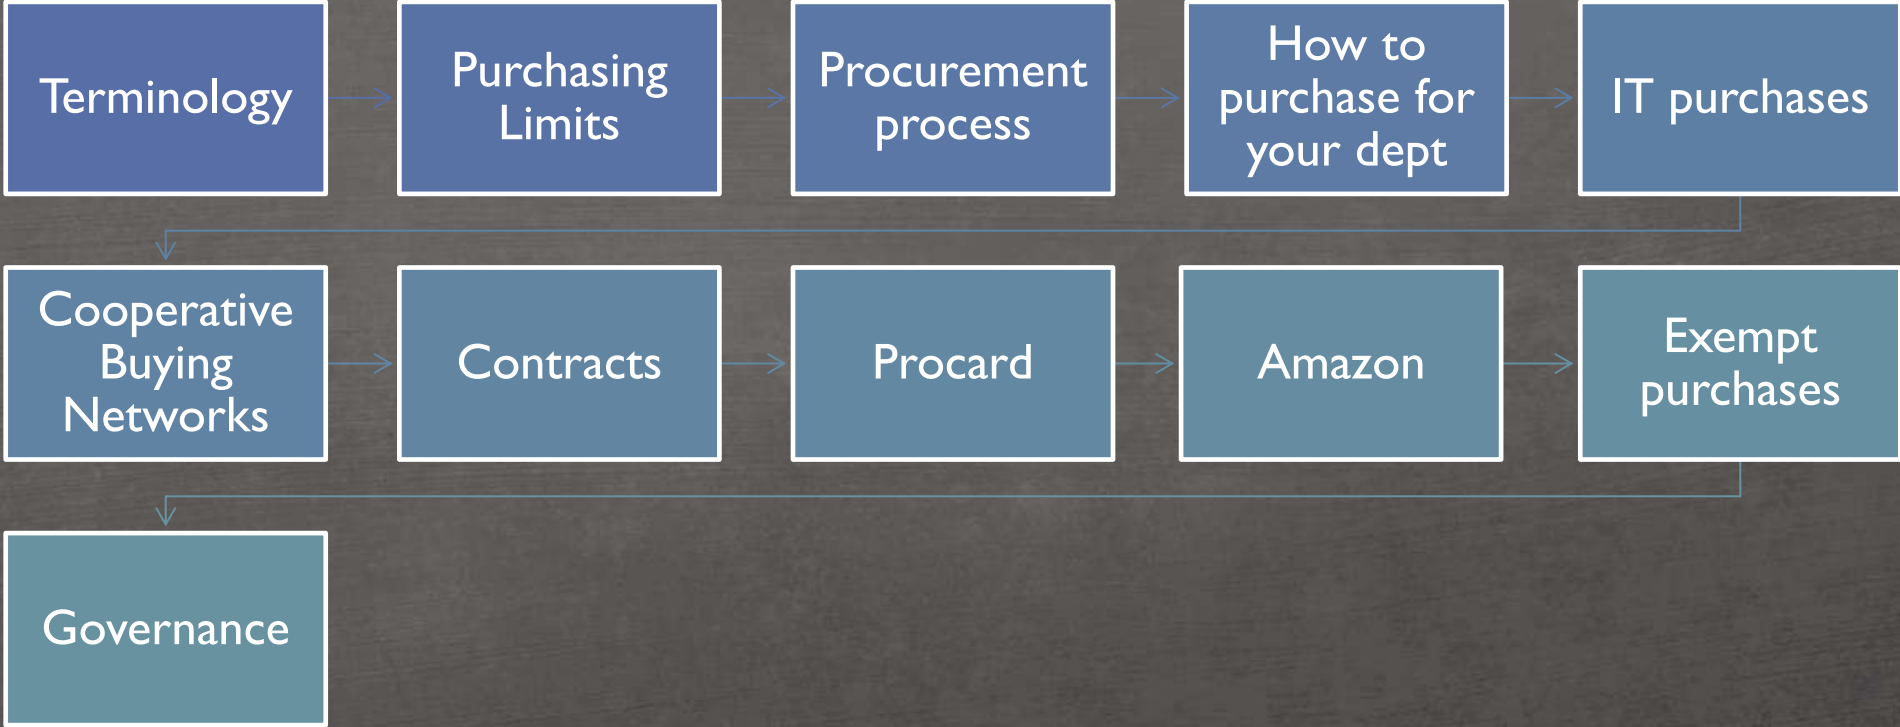 Terminology
Purchasing
Limits
Procurement
process
How to
purchase for
your dept
IT purchases
Cooperative
Buying
Networks
Contracts
Procard
Amazon
Exempt
purchases
Governance